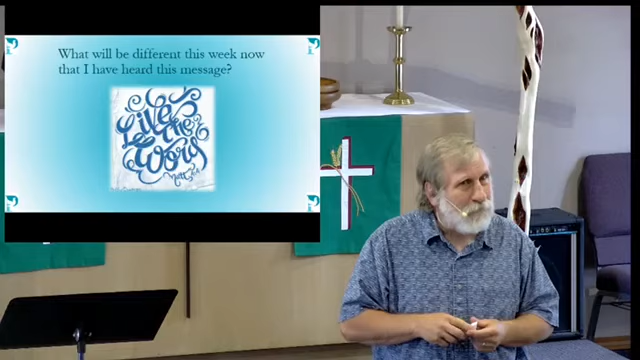 What will be different this week now
that I have heard this message?
Live
the
Word